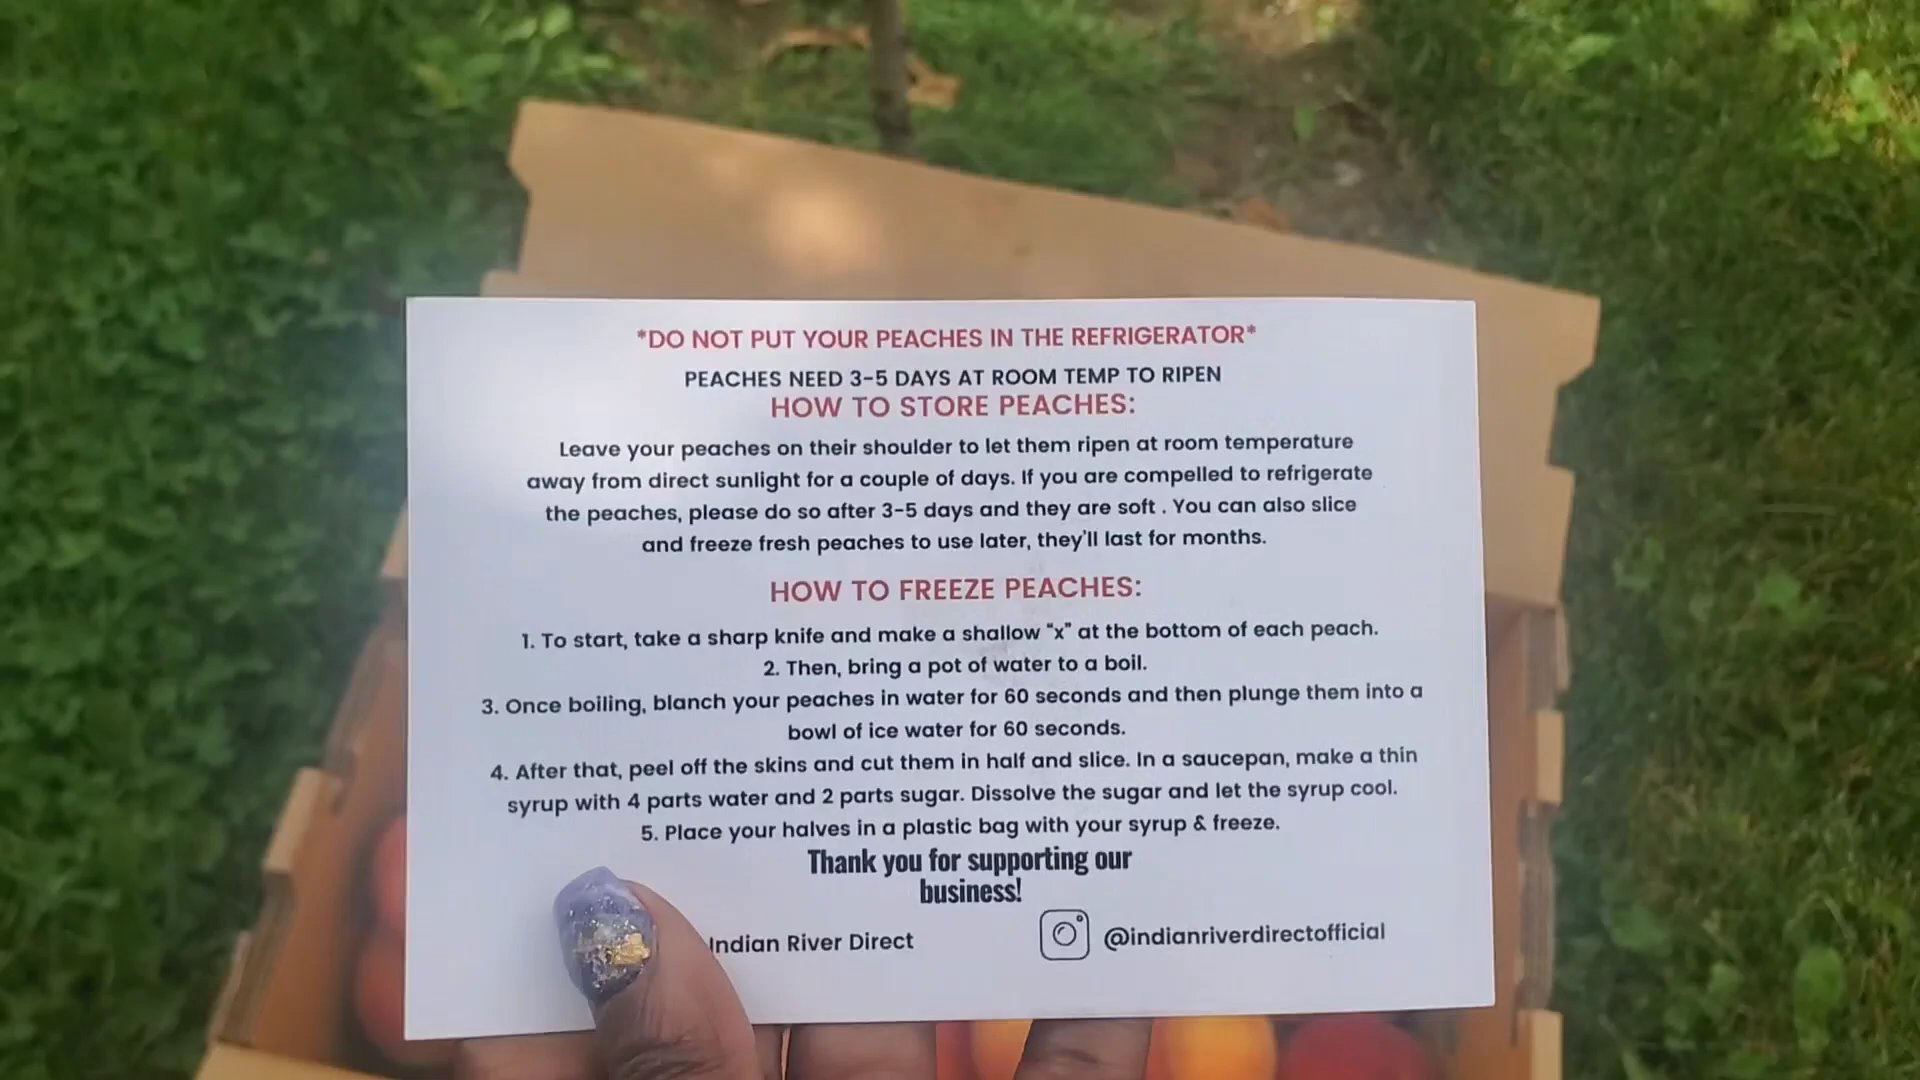 *DO NOT PUT YOUR PEACHES IN THE REFRIGERATOR*
PEACHES NEED 3-5 DAYS AT ROOM TEMP TO RIPEN
HOW TO STORE PEACHES:
Leave your peaches on their shoulder to let them ripen at room temperature
away from direct sunlight for a couple of days. If you are compelled to refrigerate
the peaches, please do so after 3-5 days and they are soft . You can also slice
and freeze fresh peaches to use later, they'll last for months.
HOW TO FREEZE PEACHES:
1. To start, take a sharp knife and make a shallow “x” at the bottom of each peach.
2. Then, bring a pot of water to a boil.
3. Once boiling, blanch your peaches in water for 60 seconds and then plunge them into a
bowl of ice water for 60 seconds.
4. After that, peel off the skins and cut them in half and slice. In a saucepan, make a thin
syrup with 4 parts water and 2 parts sugar. Dissolve the sugar and let the syrup cool.
5. Place your halves in a plastic bag with your syrup & freeze.
Thank you for supporting our
business!
Indian River Direct
@indianriverdirectofficial